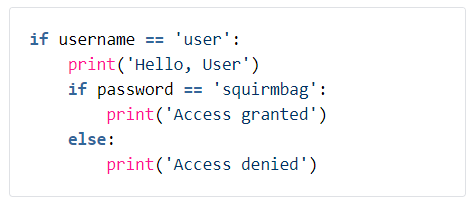 if username == 'user':
    print('Hello, User')
    if password == 'squirmbag':
        print('Access granted')
    else:
        print('Access denied')